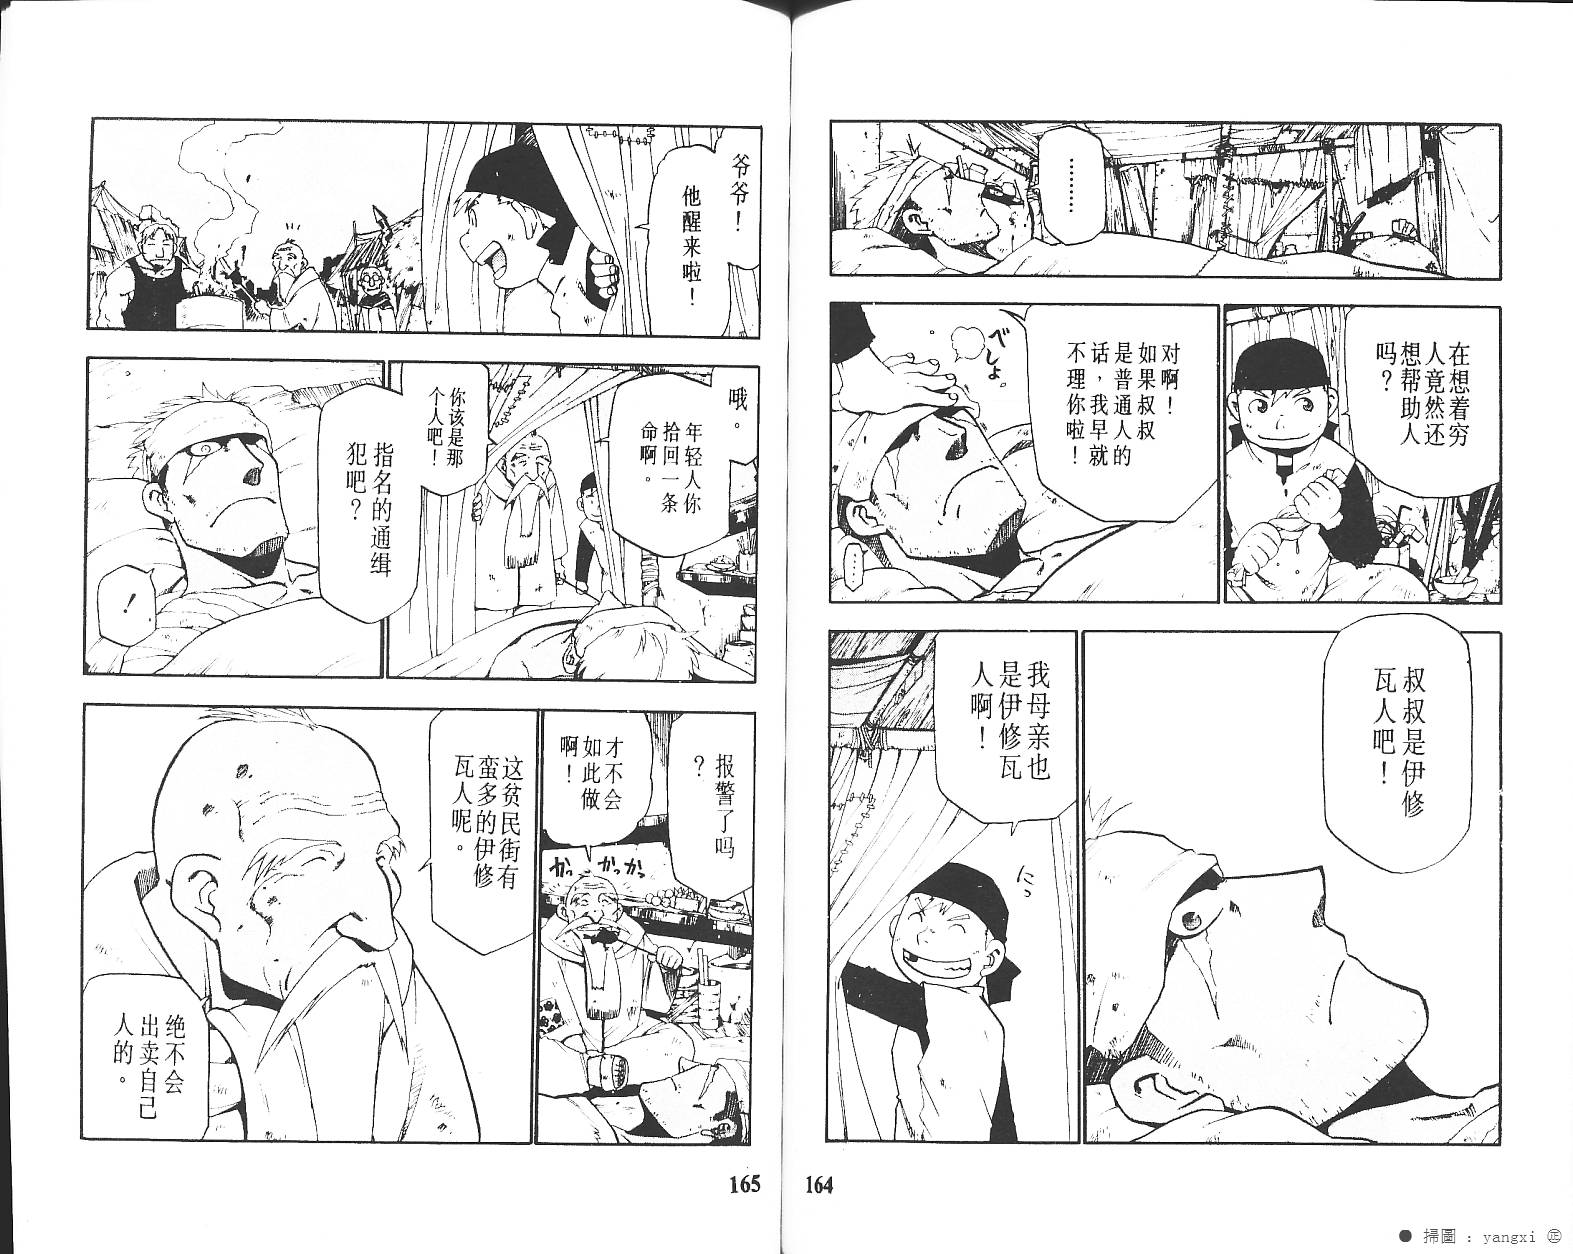 ………
在想着穷
人竟然还
想帮助人
吗？
对啊！
如果叔叔
是普通人的
话，我早就
不理你啦！
べしょ
……
叔叔是伊修
瓦人吧！
我母亲也
是伊修瓦
人啊！
にっ
164
爷爷！
他醒来啦！
哦。
年轻人你
拾回一条
命啊。
你该是那
个人吧！
指名的通缉
犯吧？
！
报警了吗
？
才不会
如此做
啊！
かっ かっかっ
这贫民街有
蛮多的伊修
瓦人呢。
绝不会
出卖自己
人的。
165
● 掃圖 : yangxi ㊣